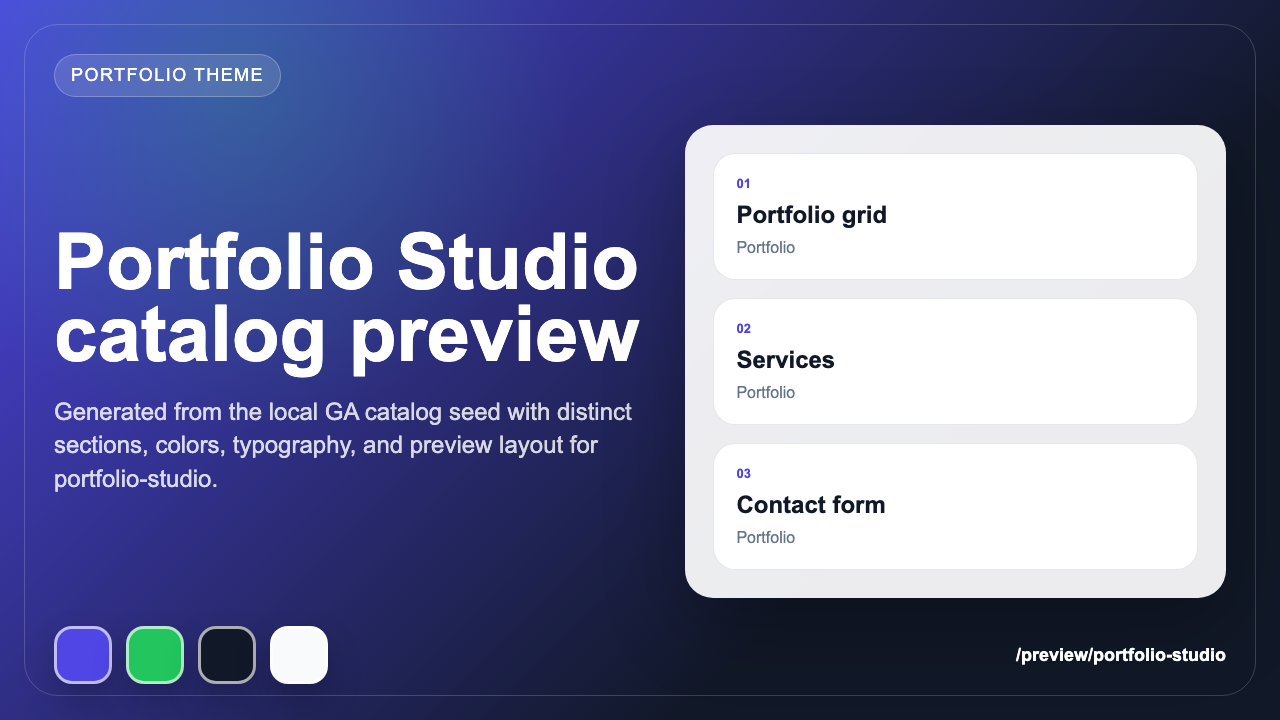 PORTFOLIO THEME
Portfolio Studio
catalog preview
Generated from the local GA catalog seed with distinct
sections, colors, typography, and preview layout for
portfolio-studio.
01
Portfolio grid
Portfolio
02
Services
Portfolio
03
Contact form
Portfolio
/preview/portfolio-studio